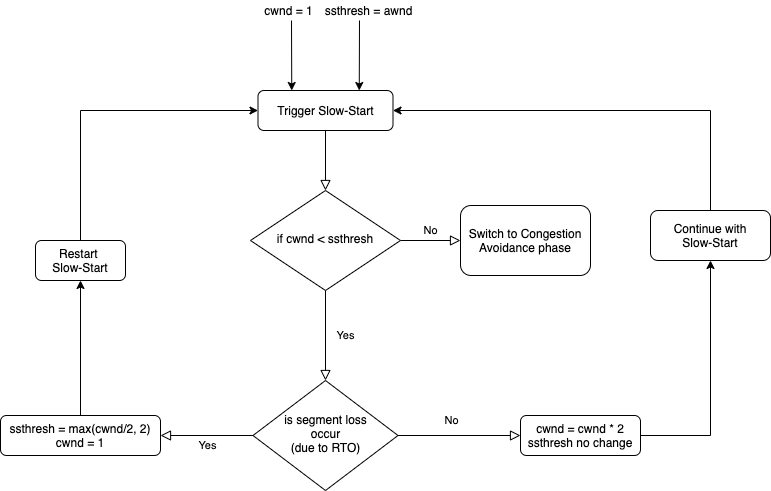 cwnd = 1 ssthresh = awnd
Trigger Slow-Start
if cwnd < ssthresh
No
Switch to Congestion
Avoidance phase
Continue with
Slow-Start
Restart
Slow-Start
Yes
is segment loss
occur
(due to RTO)
No
cwnd = cwnd * 2
ssthresh no change
Yes
ssthresh = max(cwnd/2, 2)
cwnd = 1